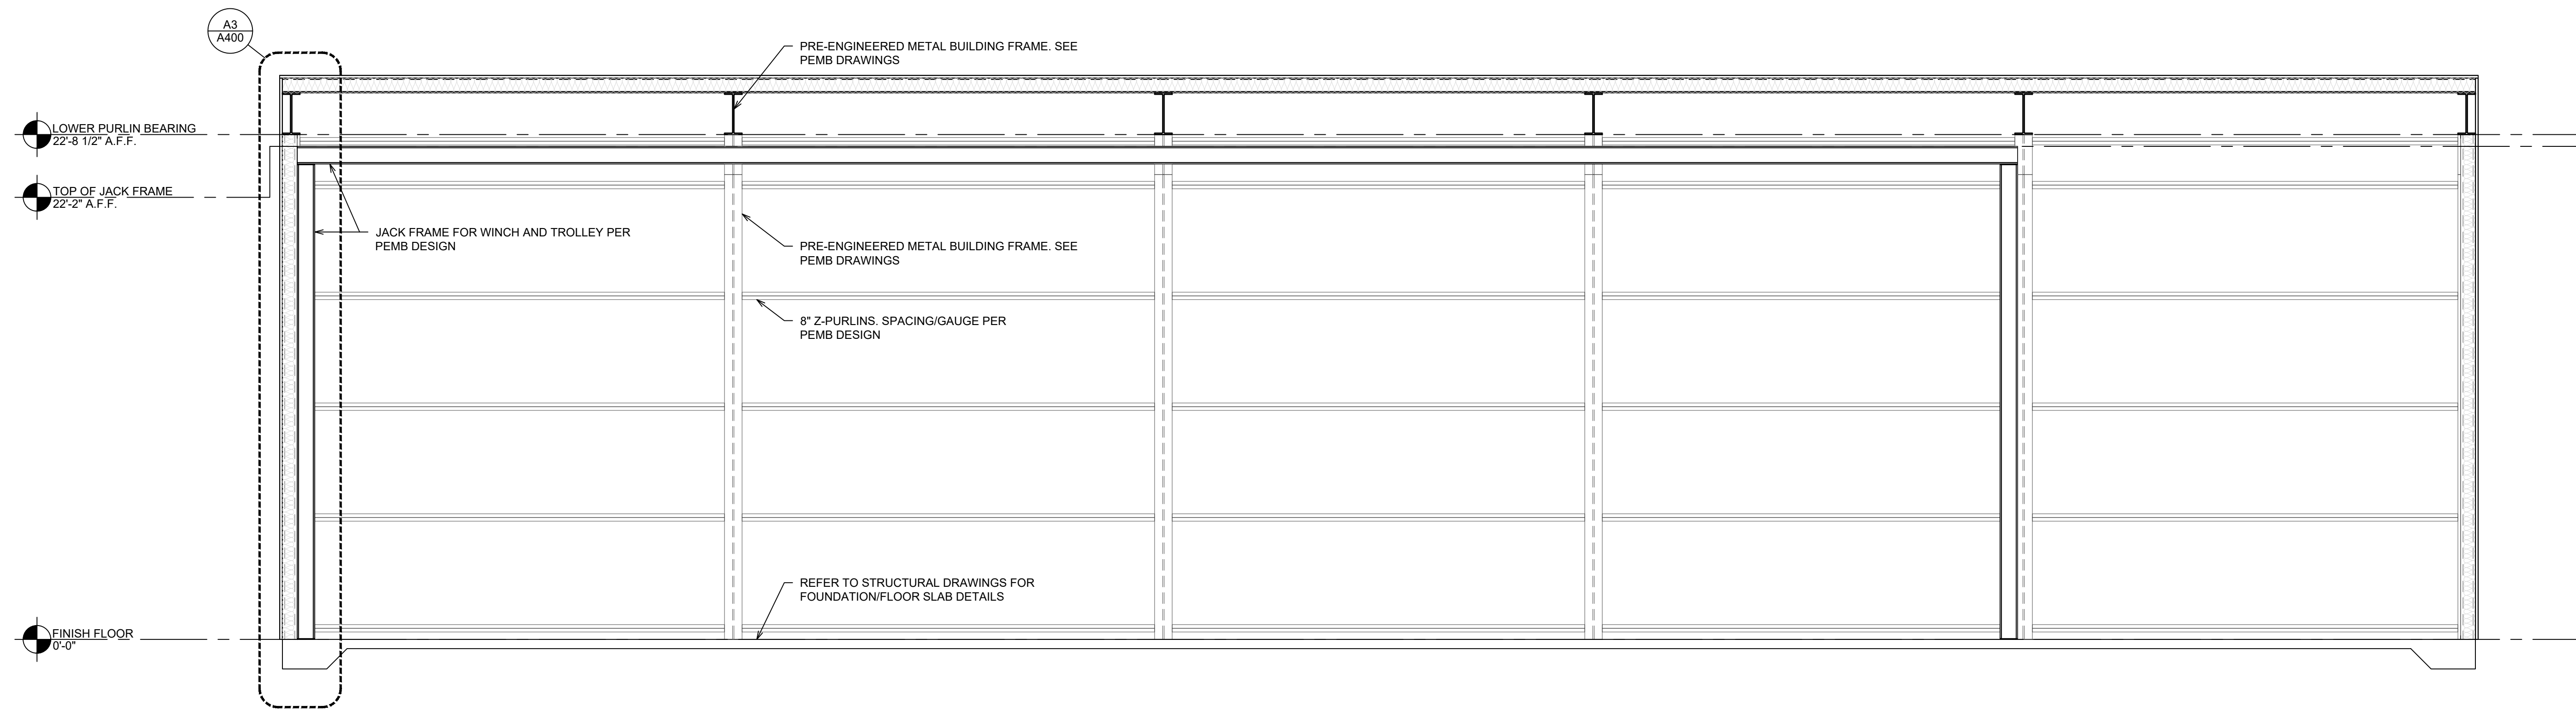 A3
A400
PRE-ENGINEERED METAL BUILDING FRAME. SEE
PEMB DRAWINGS
LOWER PURLIN BEARING
22'-8 1/2" A.F.F.
TOP OF JACK FRAME
22'-2" A.F.F.
JACK FRAME FOR WINCH AND TROLLEY PER
PEMB DESIGN
PRE-ENGINEERED METAL BUILDING FRAME. SEE
PEMB DRAWINGS
8" Z-PURLINS. SPACING/GAUGE PER
PEMB DESIGN
REFER TO STRUCTURAL DRAWINGS FOR
FOUNDATION/FLOOR SLAB DETAILS
FINISH FLOOR
0'-0"